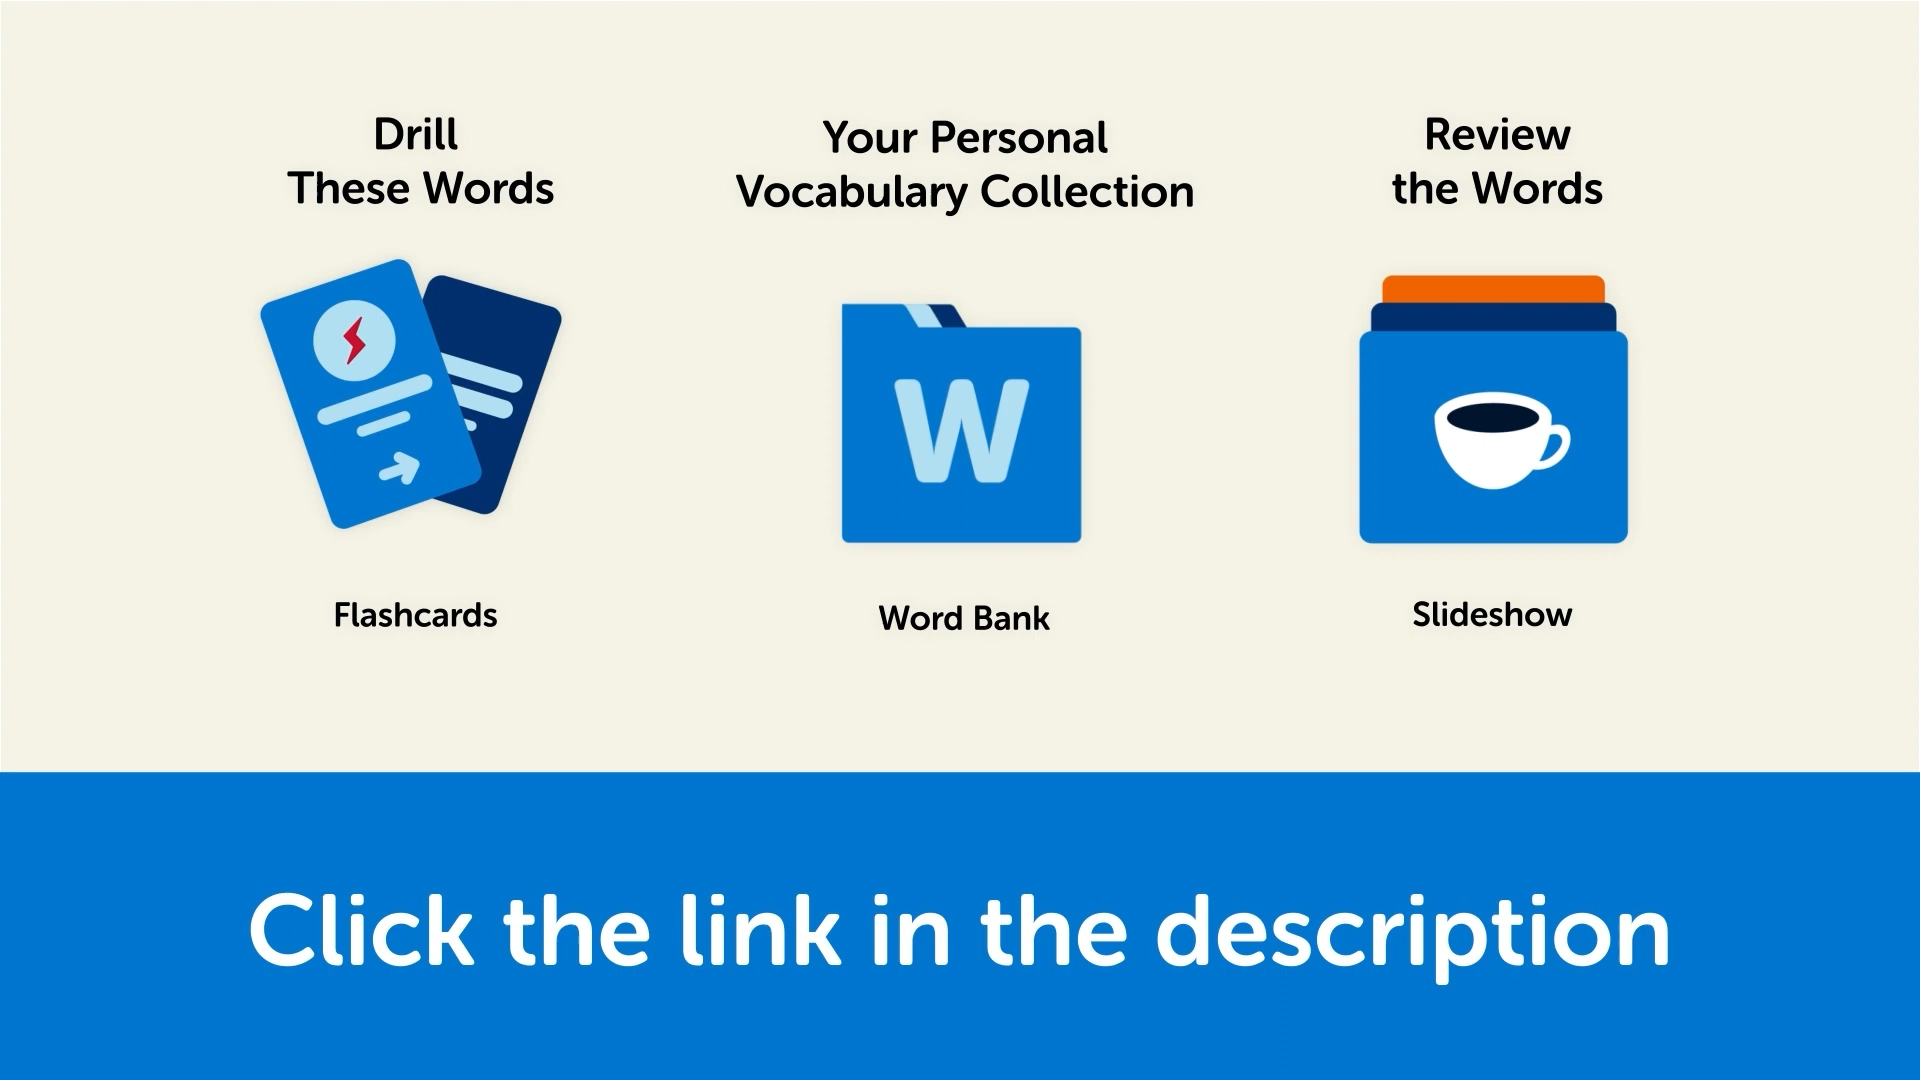 Drill
These Words
Your Personal
Vocabulary Collection
Review
the Words
W
Flashcards
Word Bank
Slideshow
Click the link in the description